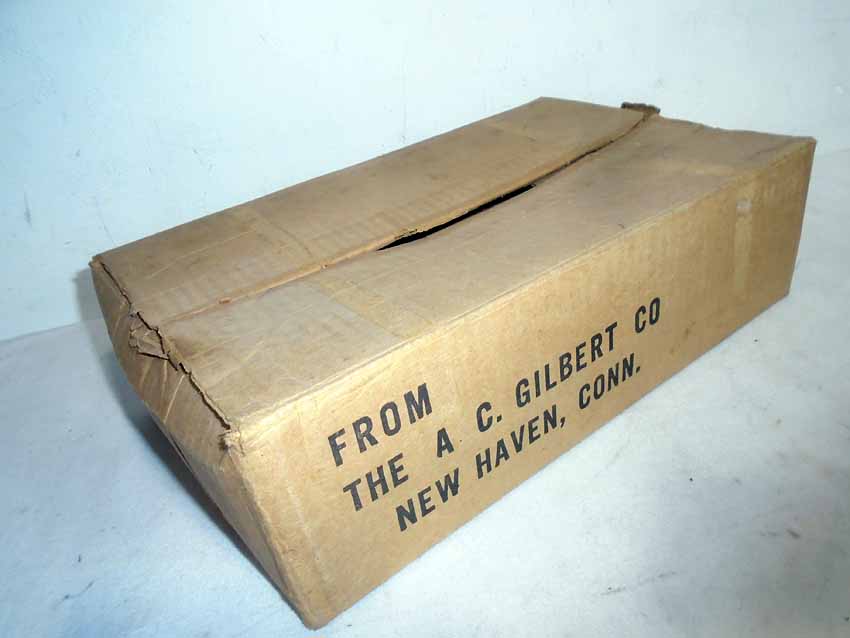 FROM
THE A C. GILBERT CO
NEW HAVEN, CONN.